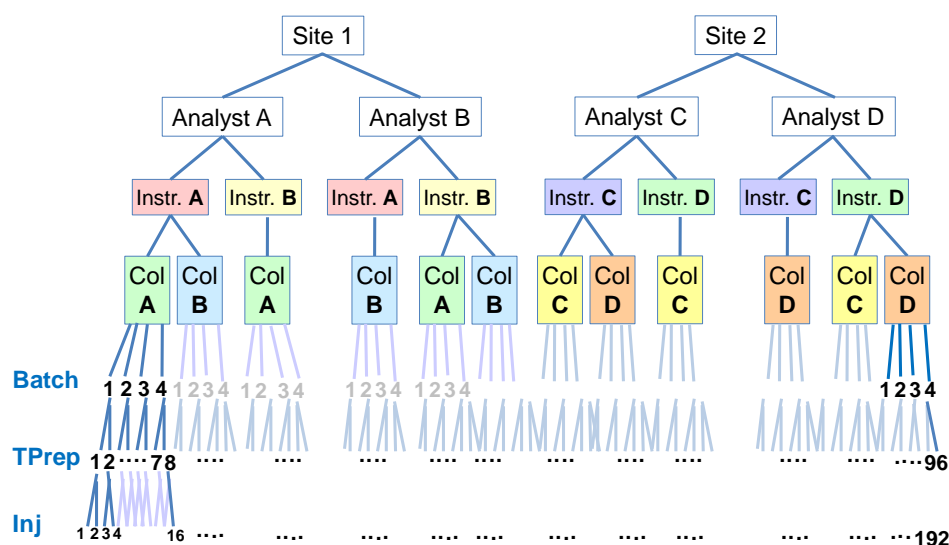 Site 1 Site 2
Analyst A Analyst B Analyst C Analyst D
Instr. A Instr. B Instr. A Instr. B Instr. C Instr. D Instr. C Instr. D
Col Col Col Col Col Col Col Col Col Col Col Col
A B A B A B C D C D C D
Batch 1 2 3 4 1 2 3 4 1 2 3 4 1 2 3 4 1 2 3 4 1 2 3 4
TPrep 1 2 .... 7 8 .... .... .... .... .... .... .... .... .... .... ....96
Inj 1 2 3 4 16 .... .... .... .... .... .... .... .... .... .... ....192